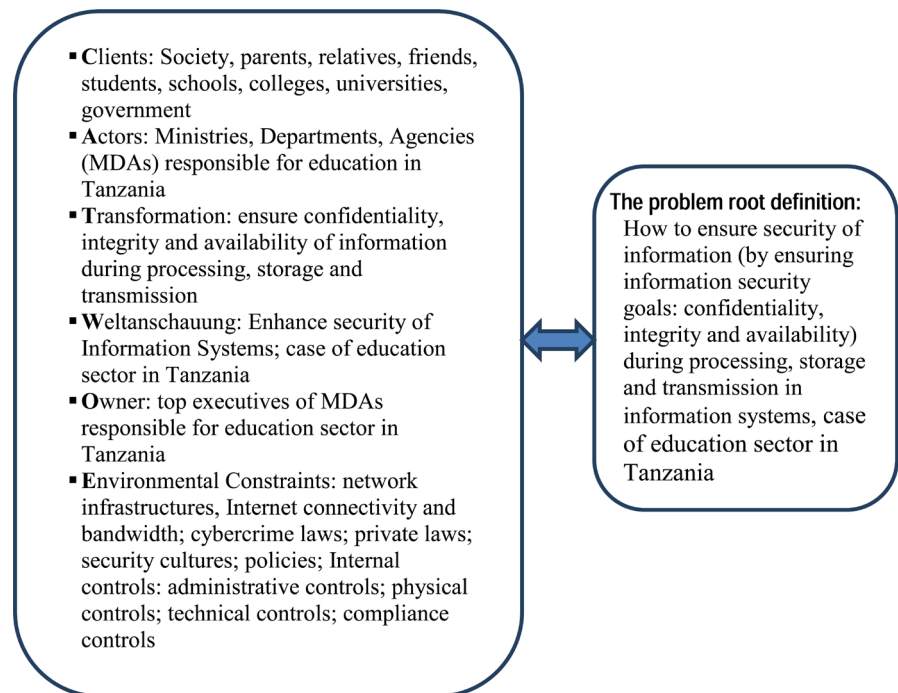 ▪ Clients: Society, parents, relatives, friends,
students, schools, colleges, universities,
government
▪ Actors: Ministries, Departments, Agencies
(MDAs) responsible for education in
Tanzania
▪ Transformation: ensure confidentiality,
integrity and availability of information
during processing, storage and
transmission
▪ Weltanschauung: Enhance security of
Information Systems; case of education
sector in Tanzania
▪ Owner: top executives of MDAs
responsible for education sector in
Tanzania
▪ Environmental Constraints: network
infrastructures, Internet connectivity and
bandwidth; cybercrime laws; private laws;
security cultures; policies; Internal
controls: administrative controls; physical
controls; technical controls; compliance
controls
The problem root definition:
How to ensure security of
information (by ensuring
information security
goals: confidentiality,
integrity and availability)
during processing, storage
and transmission in
information systems, case
of education sector in
Tanzania